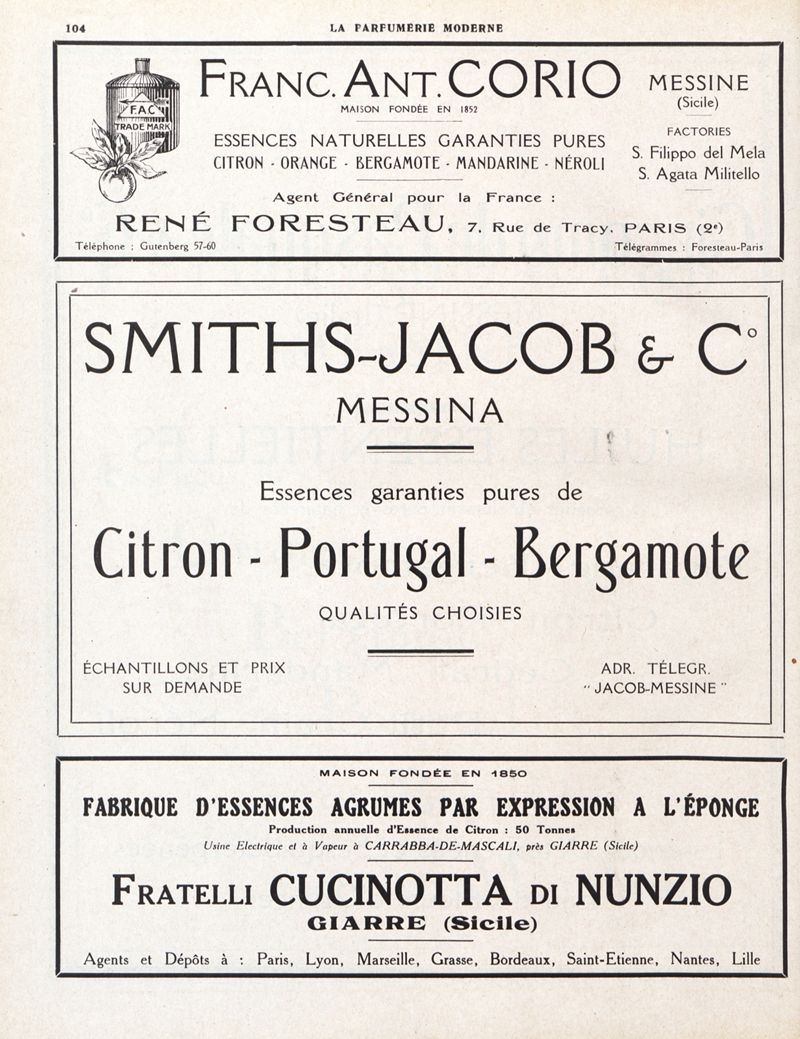 104
LA PARFUMERIE MODERNE
FRANC. ANT. CORIO
MAISON FONDÉE EN 1852
ESSENCES NATURELLES GARANTIES PURES
CITRON - ORANGE - BERGAMOTE - MANDARINE - NÉROLI
F.A.C
TRADE MARK
MESSINE
(Sicile)
FACTORIES
S. Filippo del Mela
S. Agata Militello
Agent Général pour la France :
RENÉ FORESTEAU, 7, Rue de Tracy, PARIS (2e)
Téléphone : Gutenberg 57-60
Télégrammes : Foresteau-Paris
SMITHS-JACOB & Co
MESSINA
Essences garanties pures de
Citron - Portugal - Bergamote
QUALITÉS CHOISIES
ÉCHANTILLONS ET PRIX
SUR DEMANDE
ADR. TÉLEGR.
"JACOB-MESSINE"
MAISON FONDÉE EN 1850
FABRIQUE D'ESSENCES AGRUMES PAR EXPRESSION A L'ÉPONGE
Production annuelle d'Essence de Citron : 50 Tonnes
Usine Electrique et à Vapeur à CARRABBA-DE-MASCALI, près GIARRE (Sicile)
FRATELLI CUCINOTTA DI NUNZIO
GIARRE (Sicile)
Agents et Dépôts à : Paris, Lyon, Marseille, Grasse, Bordeaux, Saint-Etienne, Nantes, Lille